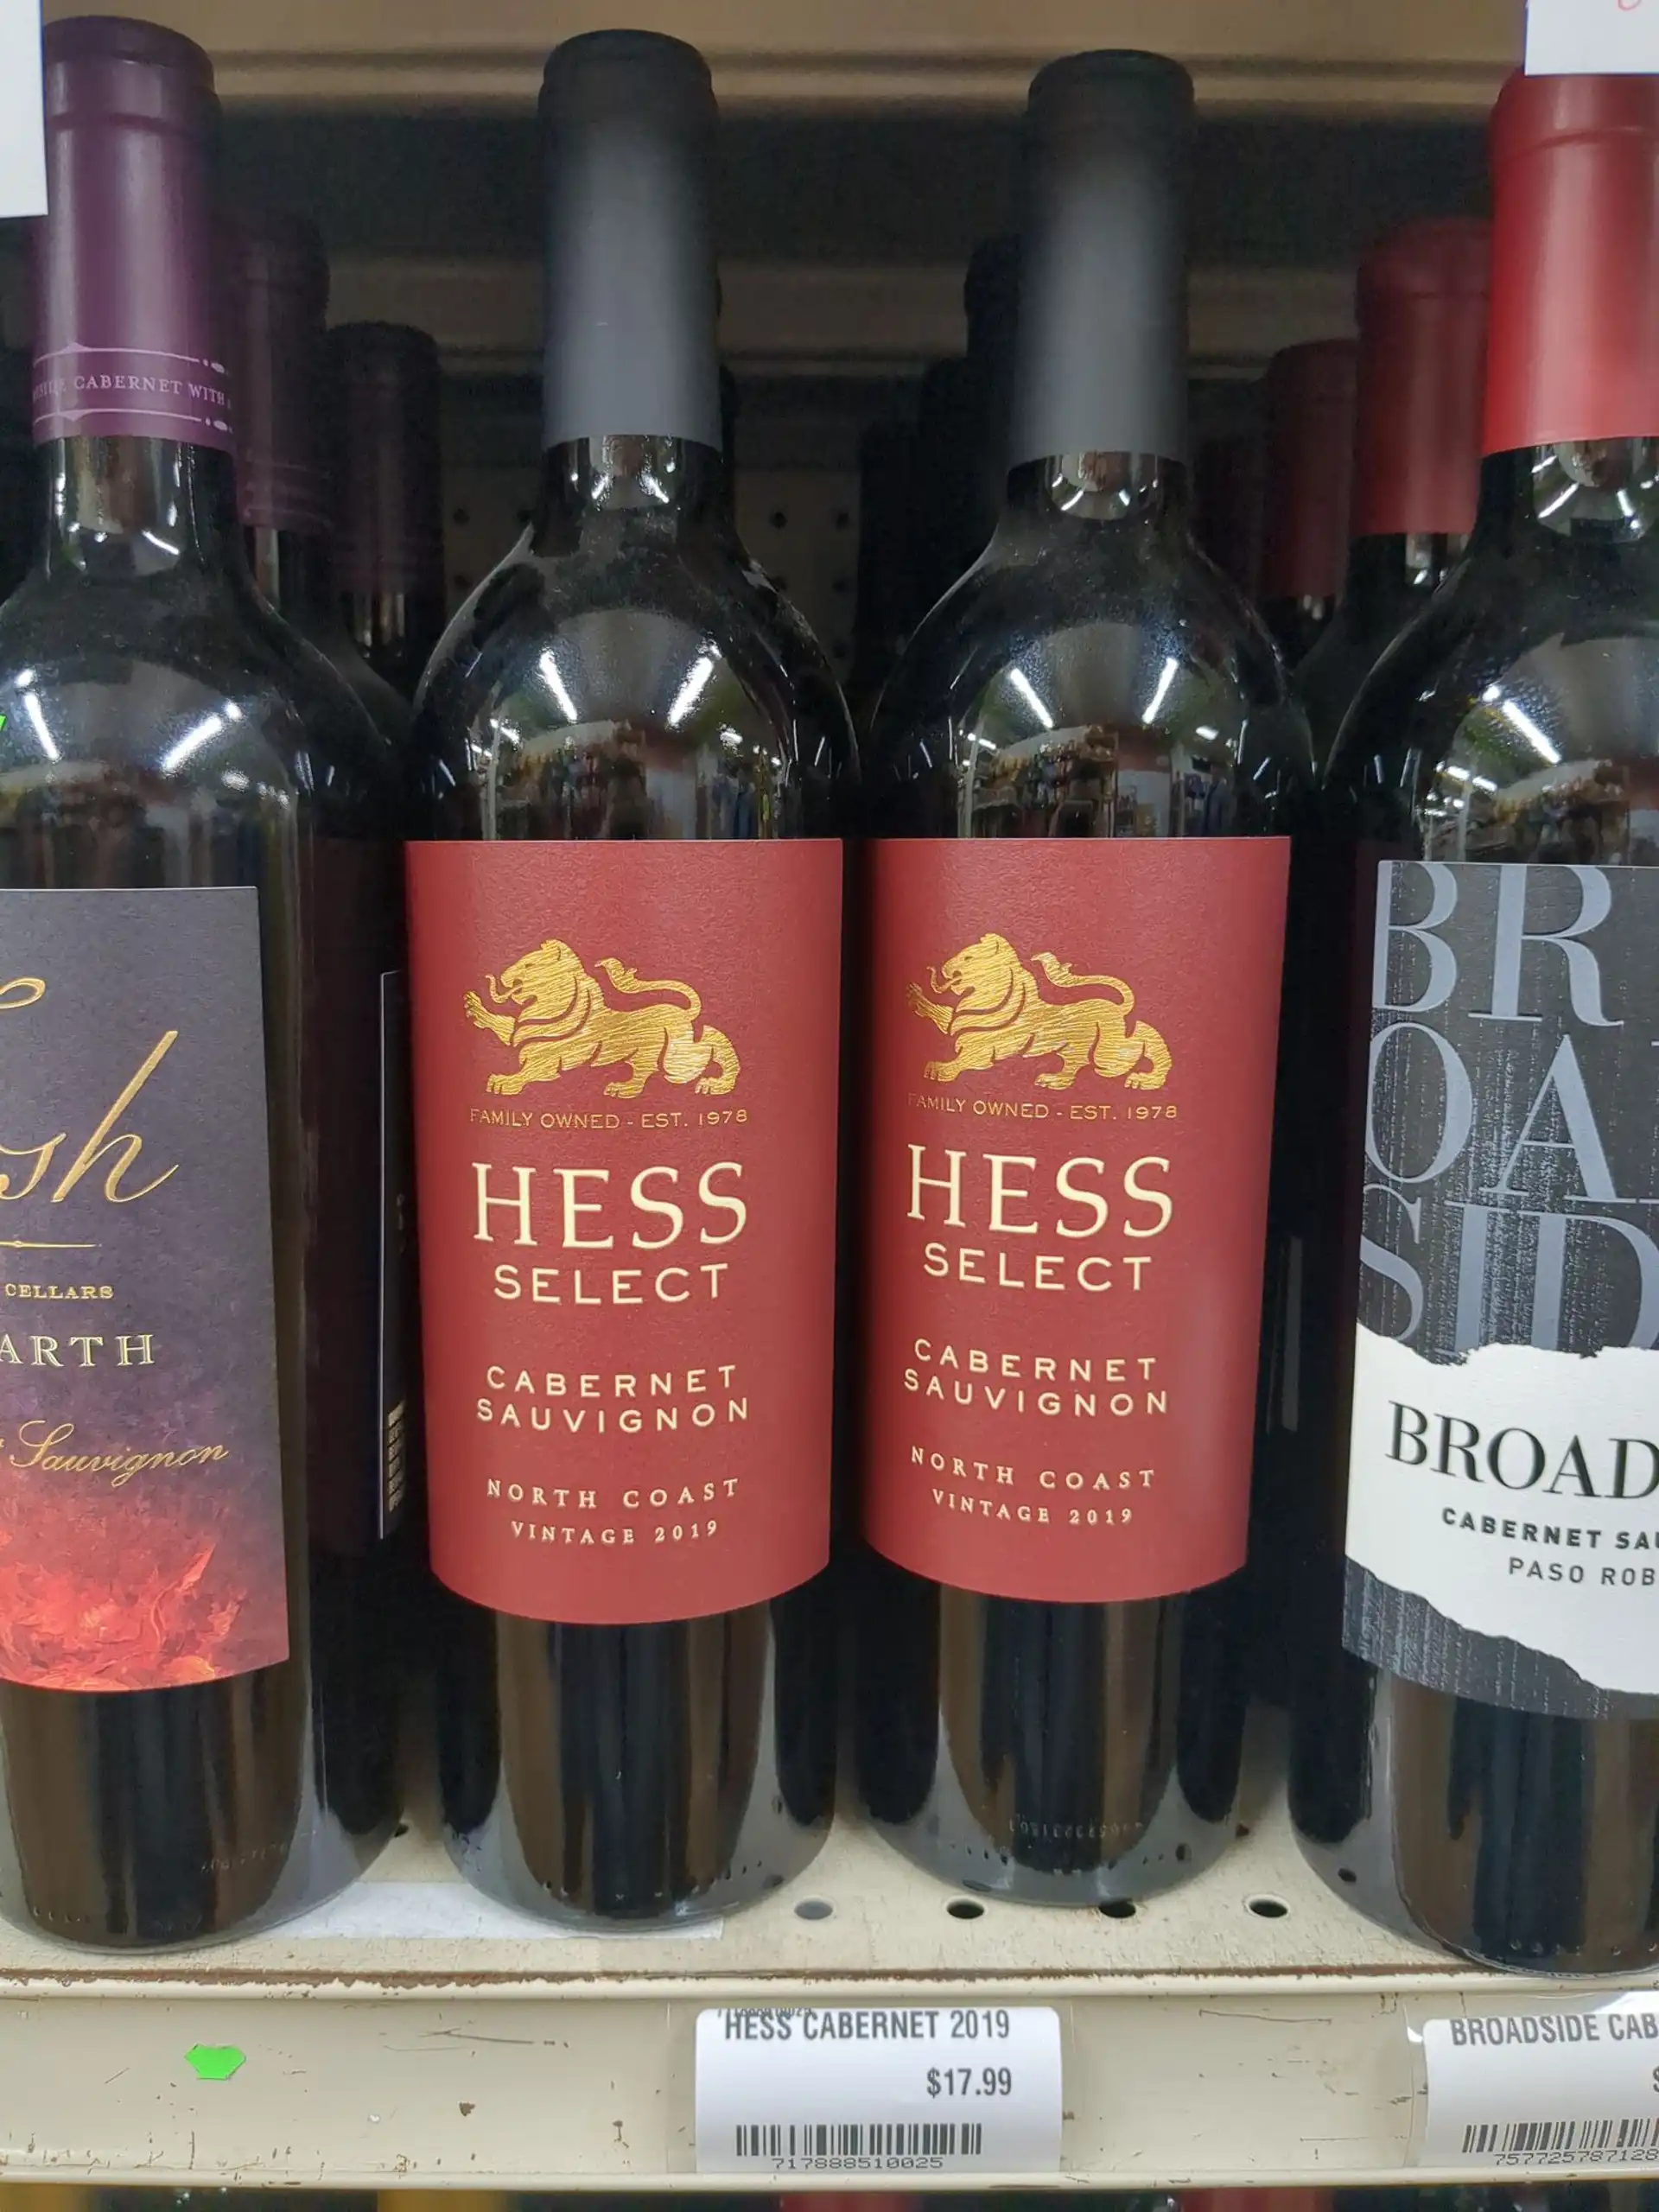 CABERNET WITH
sh
CELLARS
ARTH
Sauvignon
FAMILY OWNED - EST. 1978
HESS
SELECT
CABERNET
SAUVIGNON
NORTH COAST
VINTAGE 2019
FAMILY OWNED - EST. 1978
HESS
SELECT
CABERNET
SAUVIGNON
NORTH COAST
VINTAGE 2019
BR
OA
SID
BROAD
CABERNET SAU
PASO ROB
HESS CABERNET 2019
$17.99
717888510025
BROADSIDE CAB
$
757725787128